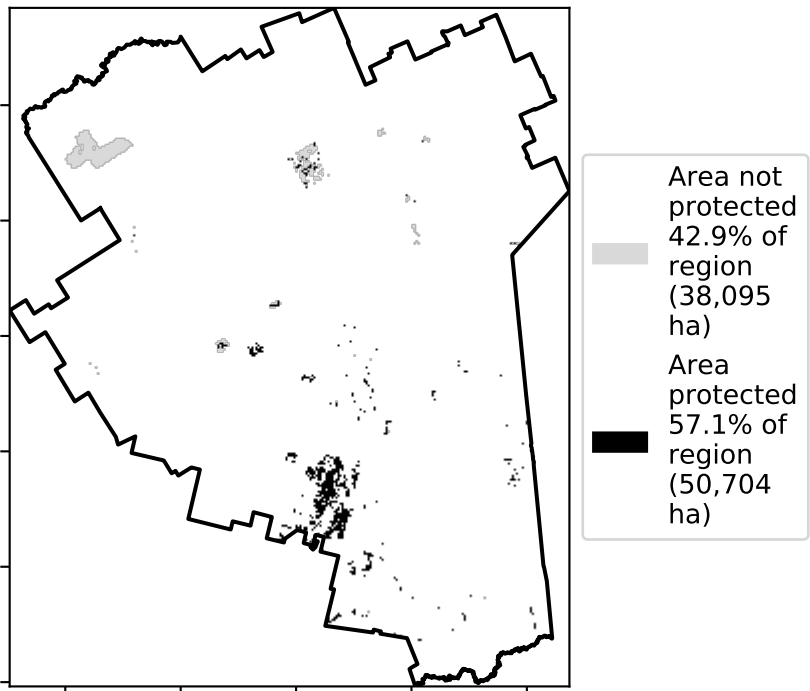 Area not
protected
42.9% of
region
(38,095
ha)
Area
protected
57.1% of
region
(50,704
ha)